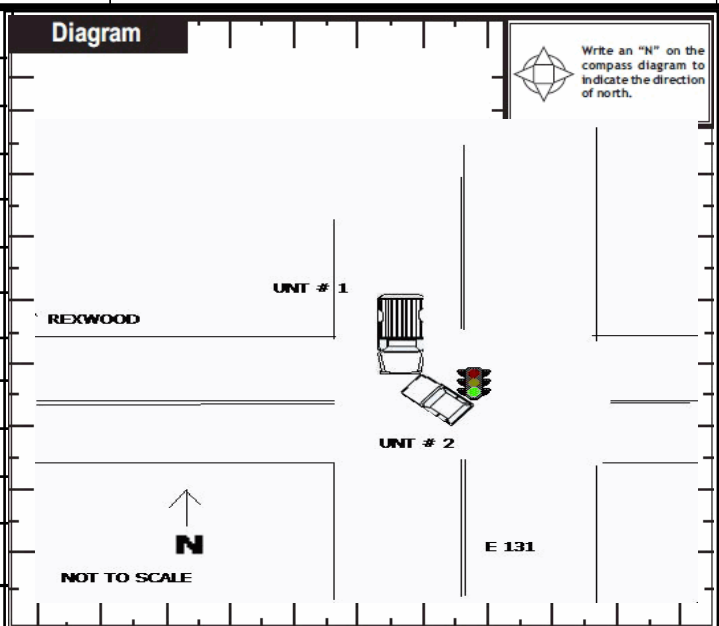 Diagram
Write an "N" on the
compass diagram to
indicate the direction
of north.
UNT # 1
REXWOOD
UNT # 2
N
E 131
NOT TO SCALE